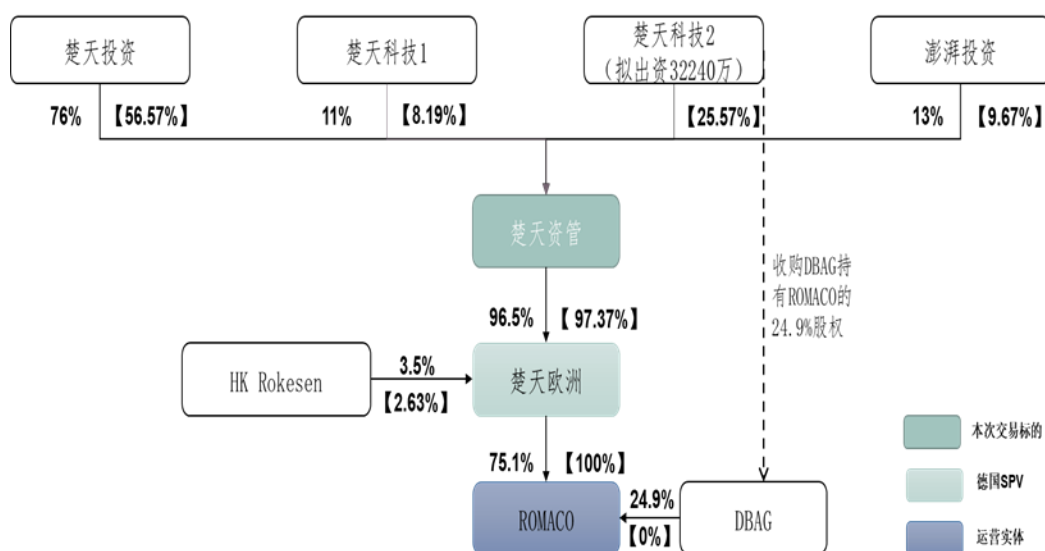 楚天投资
楚天科技1
楚天科技2
（拟出资32240万）
澎湃投资
76% 【56.57%】
11% 【8.19%】
【25.57%】
13% 【9.67%】
楚天资管
收购DBAG持
有ROMACO的
24.9%股权
96.5% 【 97.37%】
HK Rokesen
3.5%
【2.63%】
楚天欧洲
本次交易标的
75.1% 【100%】
德国SPV
ROMACO
24.9%
【0%】
DBAG
运营实体